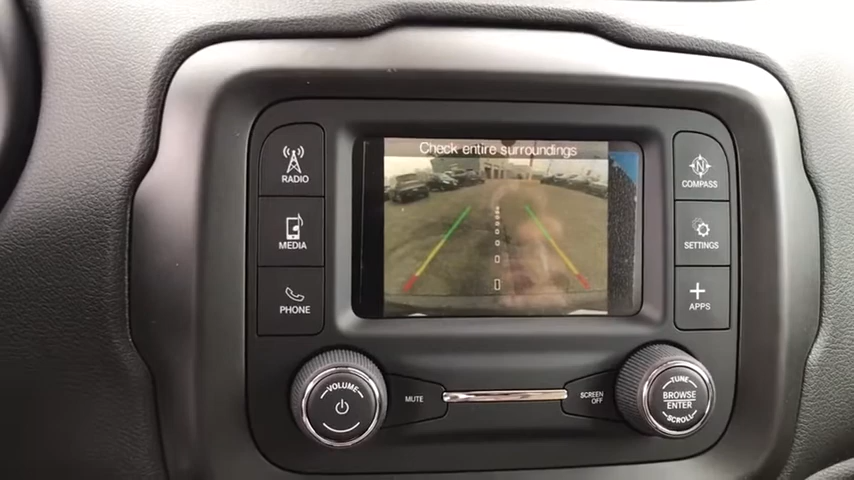 Check entire surroundings
RADIO
MEDIA
PHONE
N
COMPASS
SETTINGS
APPS
VOLUME
MUTE
SCREEN
OFF
TUNE
BROWSE
ENTER
SCROLL